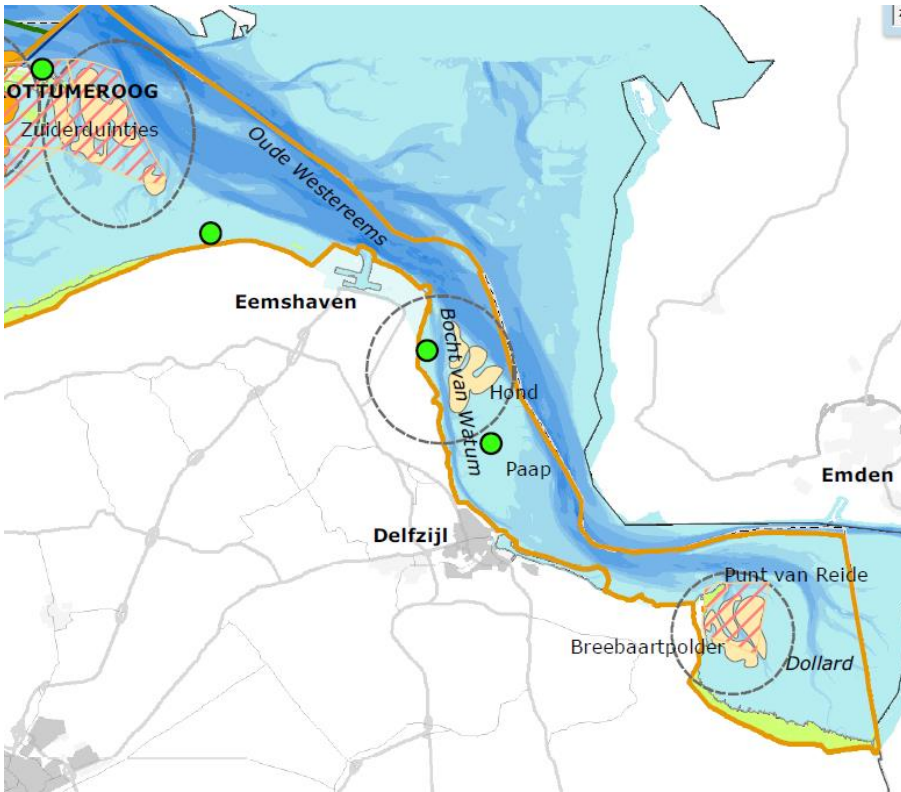 OTTUMEROOG
Zuiderduintjes
Oude Westereems
Eemshaven
Bocht van Watum
Hond
Paap
Emden
Delfzijl
Punt van Reide
Breebaartpolder
Dollard